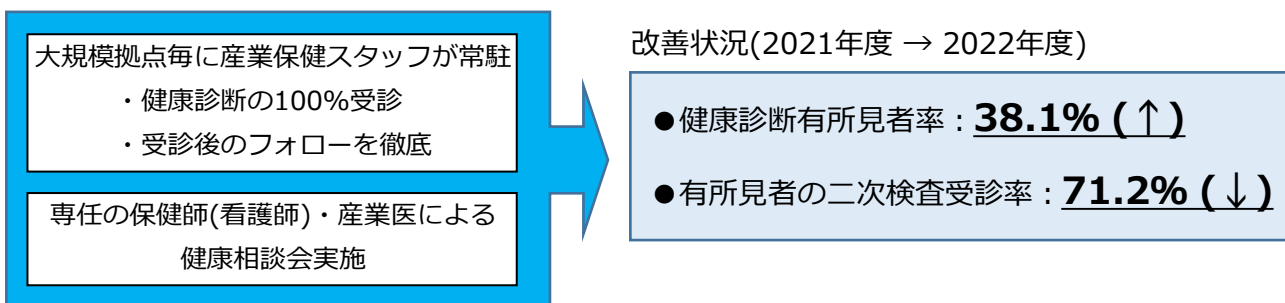 大規模拠点毎に産業保健スタッフが常駐
・健康診断の100%受診
・受診後のフォローを徹底
専任の保健師(看護師)・産業医による
健康相談会実施
改善状況(2021年度 → 2022年度)
●健康診断有所見者率：38.1% (↑)
●有所見者の二次検査受診率：71.2% (↓)